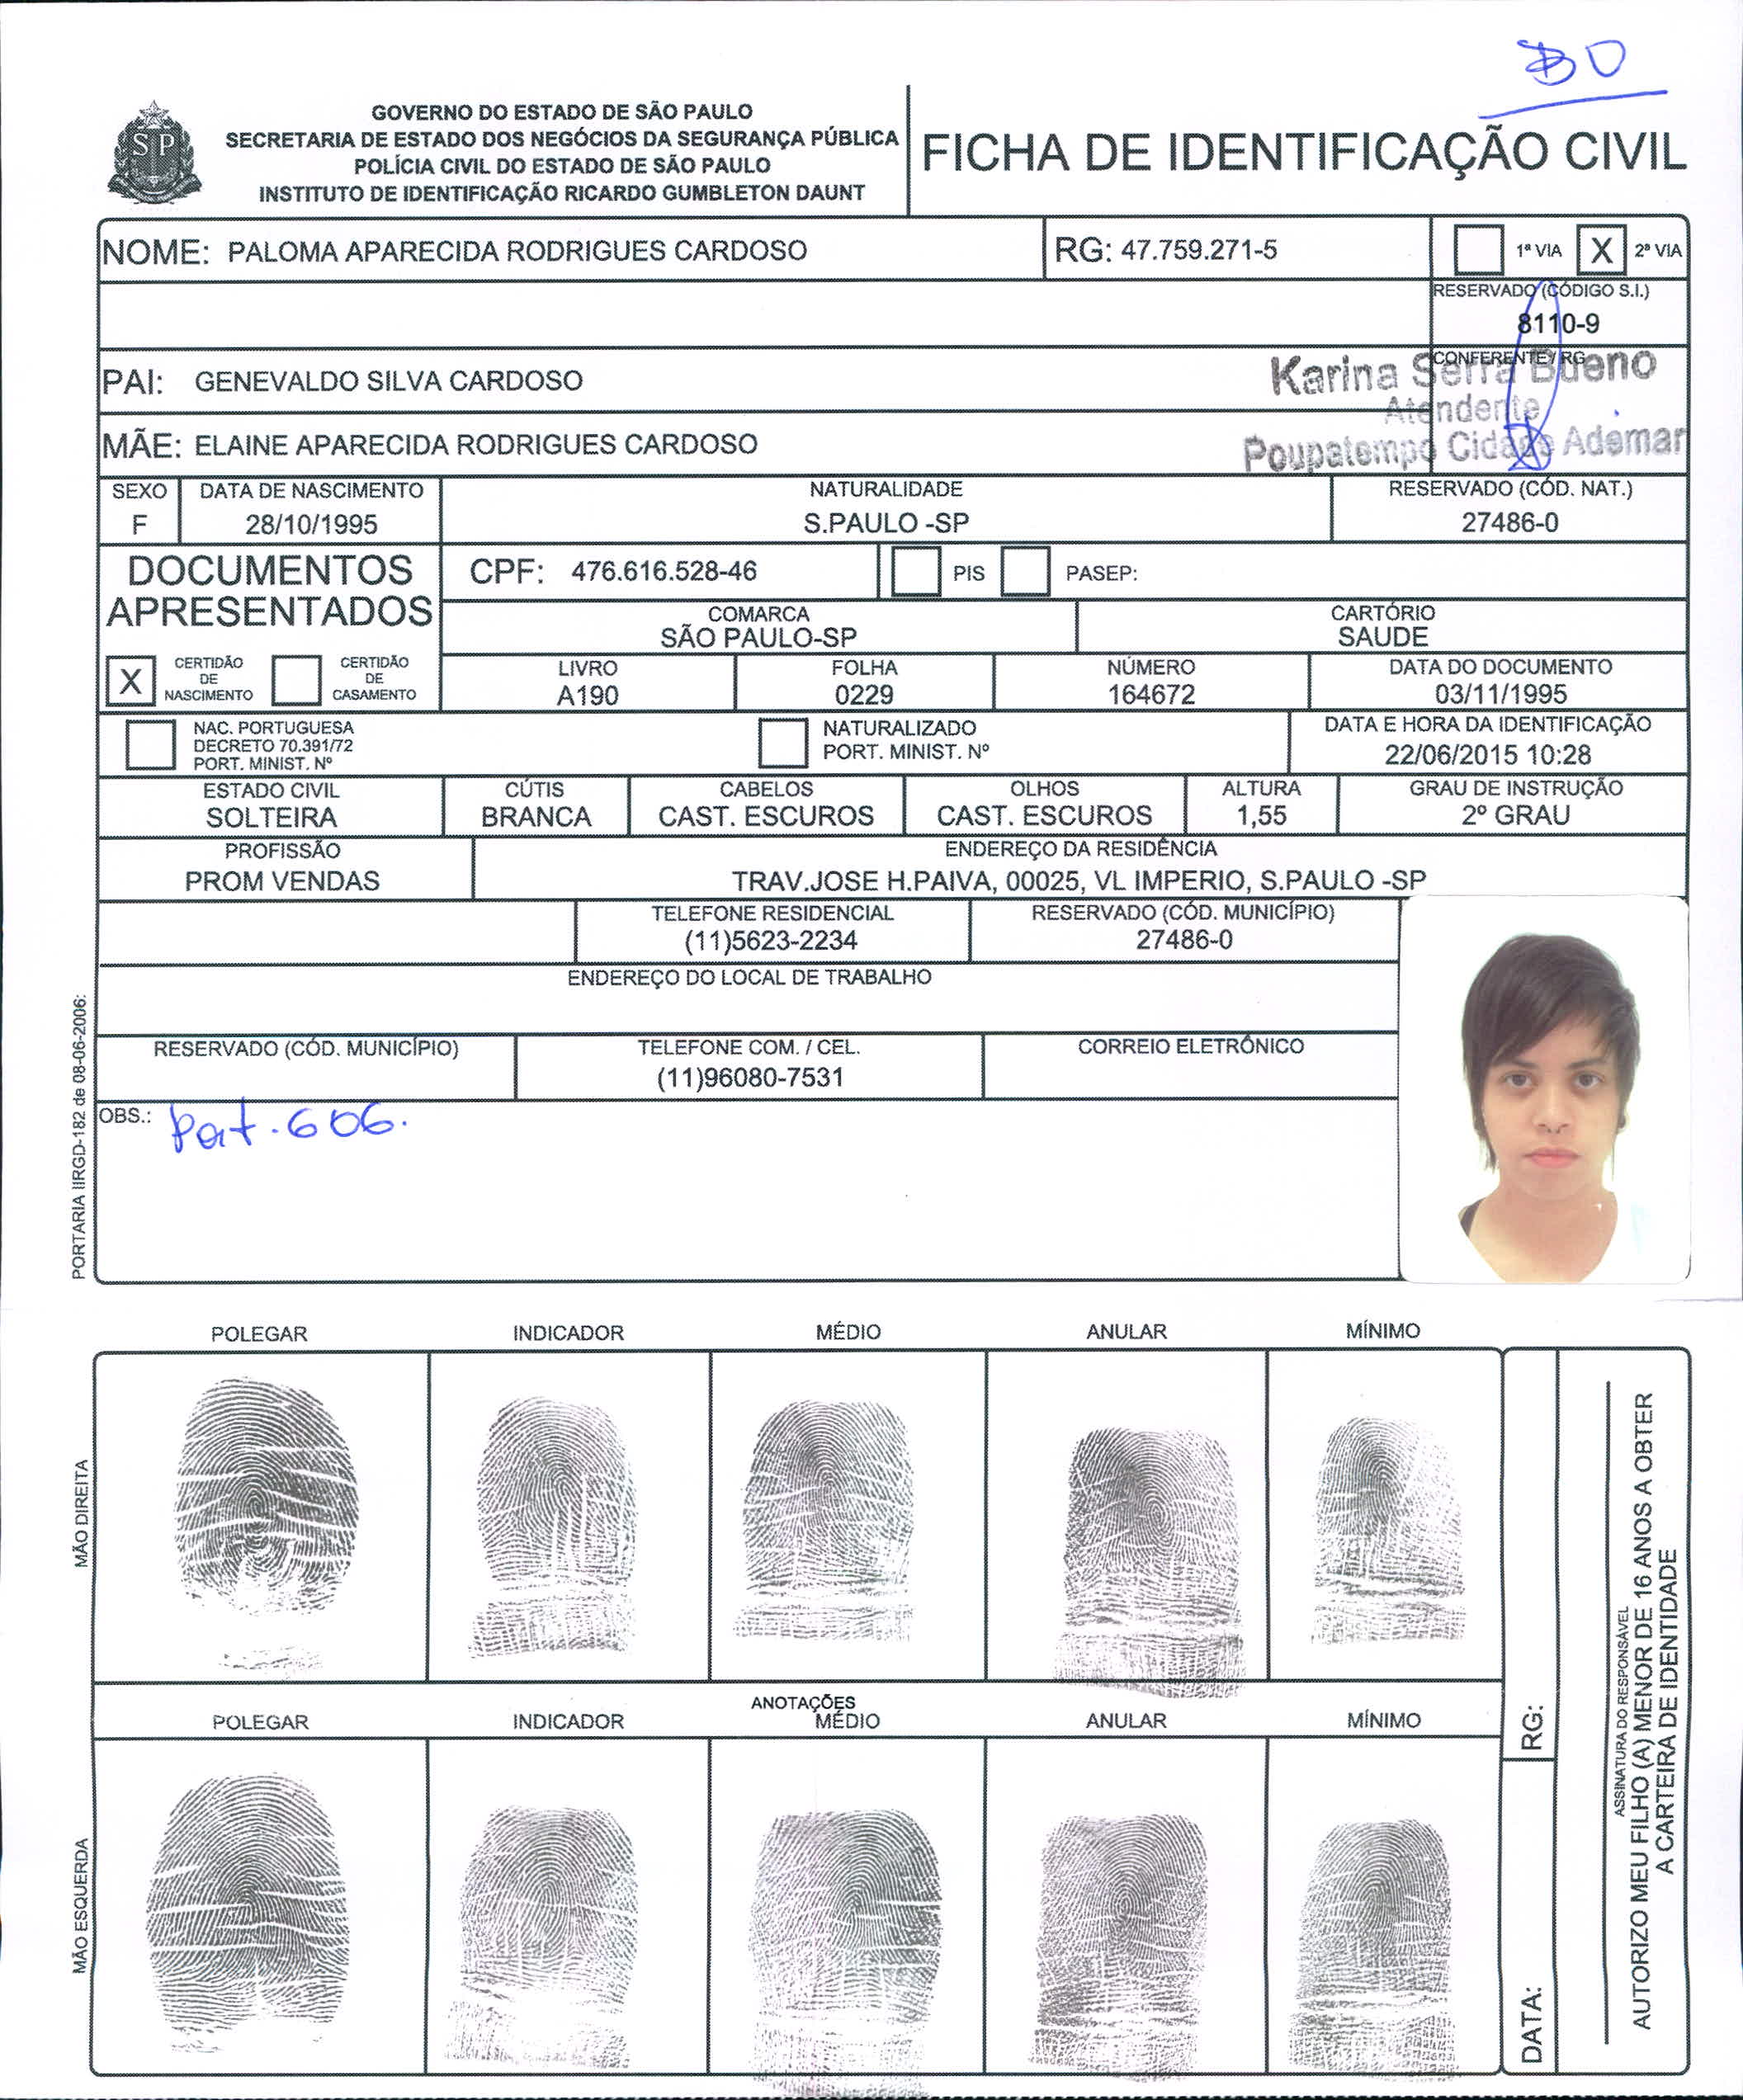 BO
GOVERNO DO ESTADO DE SÃO PAULO
SECRETARIA DE ESTADO DOS NEGÓCIOS DA SEGURANÇA PÚBLICA
POLÍCIA CIVIL DO ESTADO DE SÃO PAULO
INSTITUTO DE IDENTIFICAÇÃO RICARDO GUMBLETON DAUNT
SP
FICHA DE IDENTIFICAÇÃO CIVIL
NOME: PALOMA APARECIDA RODRIGUES CARDOSO
RG: 47.759.271-5
1ª VIA X 2ª VIA
RESERVADO (CÓDIGO S.I.)
8110-9
CONFERENTE/RG
PAI: GENEVALDO SILVA CARDOSO
Karina Serra Bueno
Atendente
Poupatempo Cidade Ademar
MÃE: ELAINE APARECIDA RODRIGUES CARDOSO
SEXO
F
DATA DE NASCIMENTO
28/10/1995
NATURALIDADE
S.PAULO -SP
RESERVADO (CÓD. NAT.)
27486-0
DOCUMENTOS
APRESENTADOS
CPF: 476.616.528-46
PIS
PASEP:
COMARCA
SÃO PAULO-SP
CARTÓRIO
SAUDE
X CERTIDÃO
DE
NASCIMENTO
CERTIDÃO
DE
CASAMENTO
LIVRO
A190
FOLHA
0229
NÚMERO
164672
DATA DO DOCUMENTO
03/11/1995
NAC. PORTUGUESA
DECRETO 70.391/72
PORT. MINIST. Nº
NATURALIZADO
PORT. MINIST. Nº
DATA E HORA DA IDENTIFICAÇÃO
22/06/2015 10:28
ESTADO CIVIL
SOLTEIRA
CÚTIS
BRANCA
CABELOS
CAST. ESCUROS
OLHOS
CAST. ESCUROS
ALTURA
1,55
GRAU DE INSTRUÇÃO
2º GRAU
PROFISSÃO
PROM VENDAS
ENDEREÇO DA RESIDÊNCIA
TRAV.JOSE H.PAIVA, 00025, VL IMPERIO, S.PAULO -SP
TELEFONE RESIDENCIAL
(11)5623-2234
RESERVADO (CÓD. MUNICÍPIO)
27486-0
ENDEREÇO DO LOCAL DE TRABALHO
RESERVADO (CÓD. MUNICÍPIO)
TELEFONE COM. / CEL.
(11)96080-7531
CORREIO ELETRÔNICO
OBS.: Port. 606.
PORTARIA IIRGD-182 de 08-06-2006:
POLEGAR INDICADOR MÉDIO ANULAR MÍNIMO
MÃO DIREITA
ANOTAÇÕES
POLEGAR INDICADOR MÉDIO ANULAR MÍNIMO
MÃO ESQUERDA
RG:
DATA:
ASSINATURA DO RESPONSÁVEL
AUTORIZO MEU FILHO (A) MENOR DE 16 ANOS A OBTER
A CARTEIRA DE IDENTIDADE